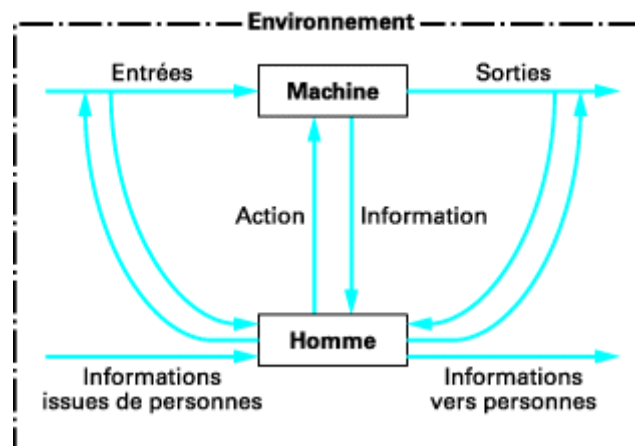 Environnement
Entrées
Machine
Sorties
Action
Information
Homme
Informations
issues de personnes
Informations
vers personnes